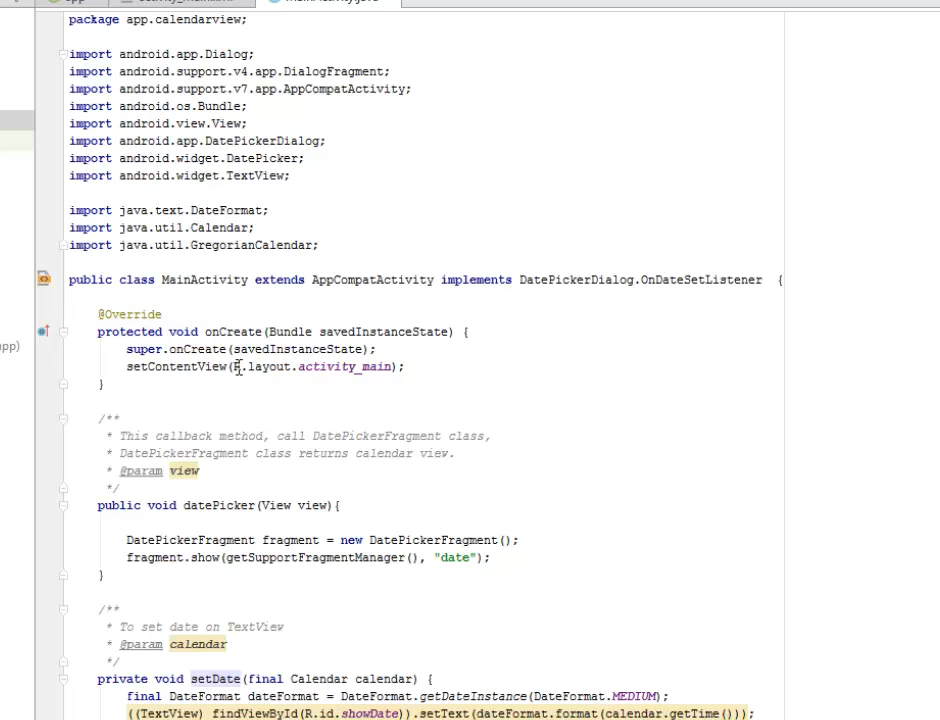 package app.calendarview;
import android.app.Dialog;
import android.support.v4.app.DialogFragment;
import android.support.v7.app.AppCompatActivity;
import android.os.Bundle;
import android.view.View;
import android.app.DatePickerDialog;
import android.widget.DatePicker;
import android.widget.TextView;
import java.text.DateFormat;
import java.util.Calendar;
import java.util.GregorianCalendar;
public class MainActivity extends AppCompatActivity implements DatePickerDialog.OnDateSetListener {
@Override
protected void onCreate(Bundle savedInstanceState) {
super.onCreate(savedInstanceState);
setContentView(R.layout.activity_main);
}
/**
* This callback method, call DatePickerFragment class,
* DatePickerFragment class returns calendar view.
* @param view
*/
public void datePicker(View view){
DatePickerFragment fragment = new DatePickerFragment();
fragment.show(getSupportFragmentManager(), "date");
}
/**
* To set date on TextView
* @param calendar
*/
private void setDate(final Calendar calendar) {
final DateFormat dateFormat = DateFormat.getDateInstance(DateFormat.MEDIUM);
((TextView) findViewById(R.id.showDate)).setText(dateFormat.format(calendar.getTime()));
pp)